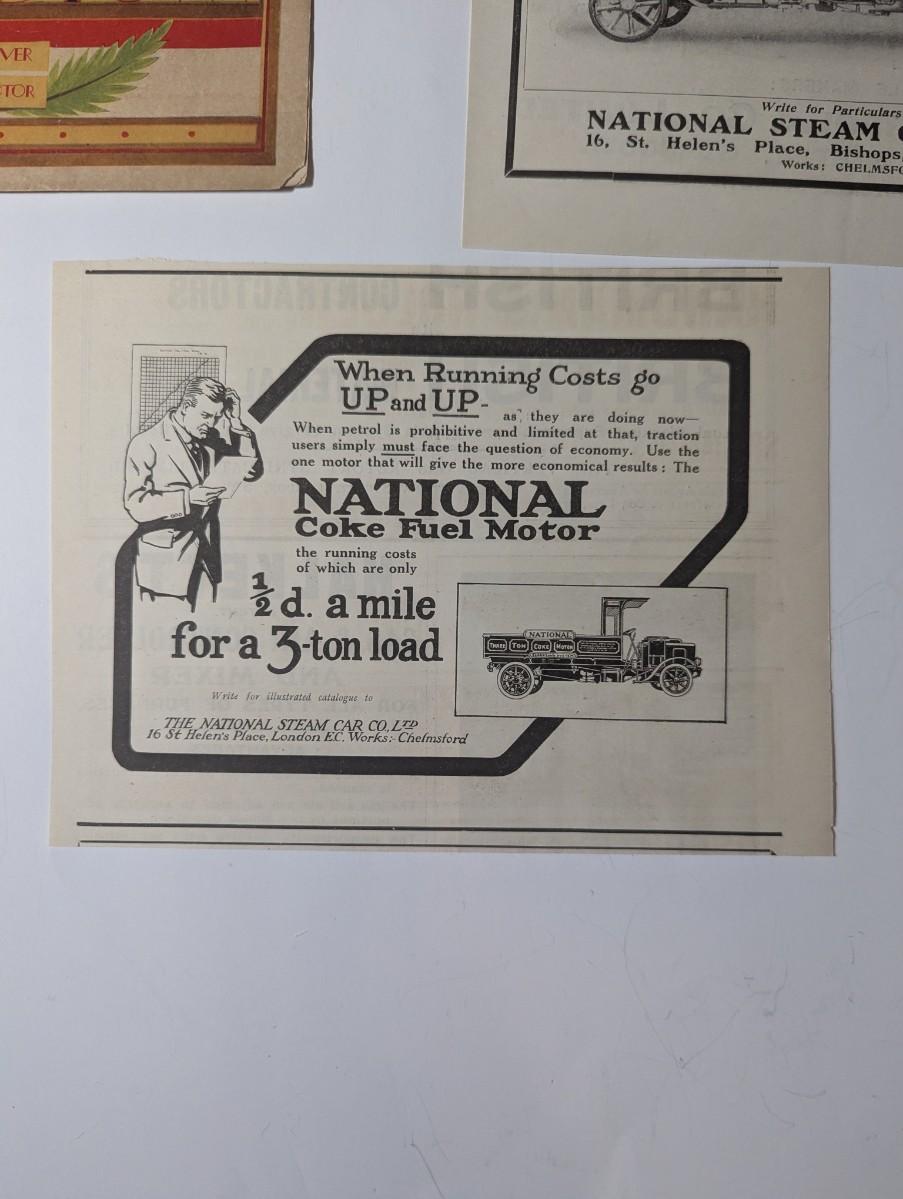 VER
TOR
Write for Particulars
NATIONAL STEAM
16, St. Helen's Place, Bishops
Works: CHELMSFO
BRITISH CONTRACTORS
When Running Costs go
UP and UP-
as, they are doing now—
When petrol is prohibitive and limited at that, traction
users simply must face the question of economy. Use the
one motor that will give the more economical results : The
NATIONAL
Coke Fuel Motor
the running costs
of which are only
½d. a mile
for a 3-ton load
NATIONAL
THREE TON COKE MOTOR
Write for illustrated catalogue to
THE NATIONAL STEAM CAR CO., LTD
16 St Helen's Place, London E.C. Works:- Chelmsford